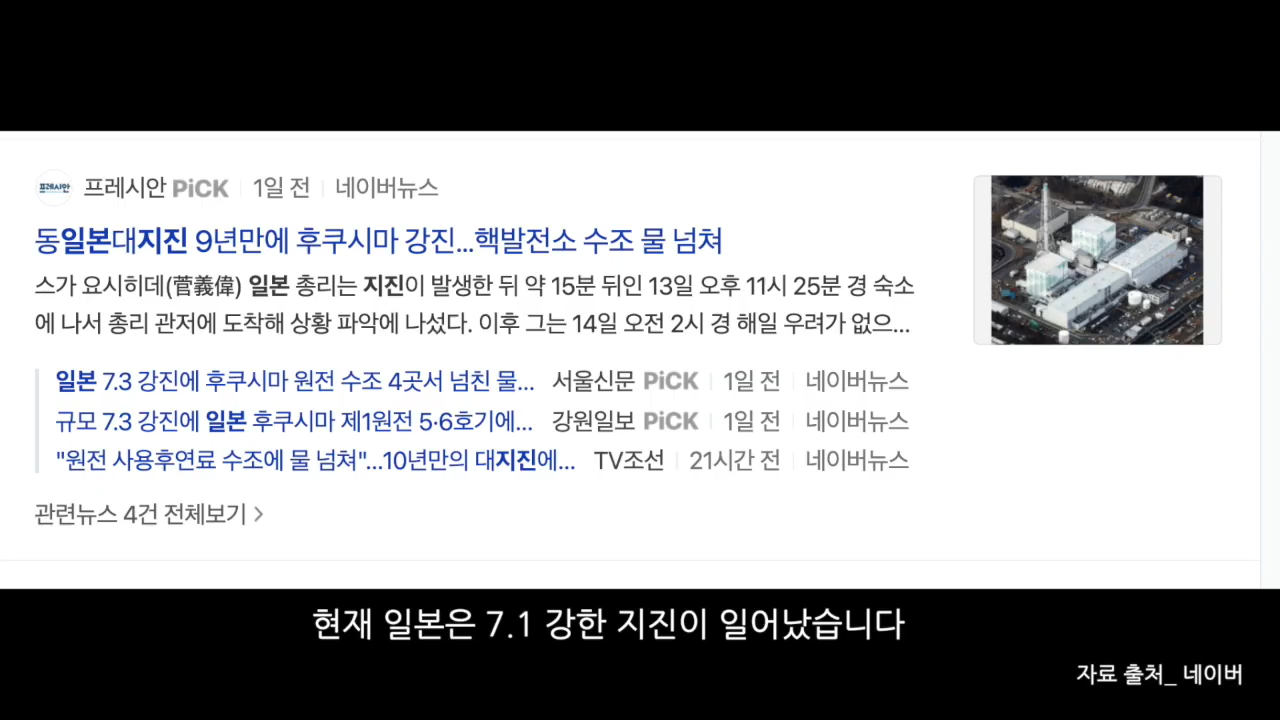 프레시안 프레시안 PiCK 1일 전 네이버뉴스
동일본대지진 9년만에 후쿠시마 강진...핵발전소 수조 물 넘쳐
스가 요시히데(菅義偉) 일본 총리는 지진이 발생한 뒤 약 15분 뒤인 13일 오후 11시 25분 경 숙소
에 나서 총리 관저에 도착해 상황 파악에 나섰다. 이후 그는 14일 오전 2시 경 해일 우려가 없으...
일본 7.3 강진에 후쿠시마 원전 수조 4곳서 넘친 물... 서울신문 PiCK 1일 전 네이버뉴스
규모 7.3 강진에 일본 후쿠시마 제1원전 5·6호기에... 강원일보 PiCK 1일 전 네이버뉴스
"원전 사용후연료 수조에 물 넘쳐"...10년만의 대지진에... TV조선 21시간 전 네이버뉴스
관련뉴스 4건 전체보기 >
현재 일본은 7.1 강한 지진이 일어났습니다
자료 출처_ 네이버